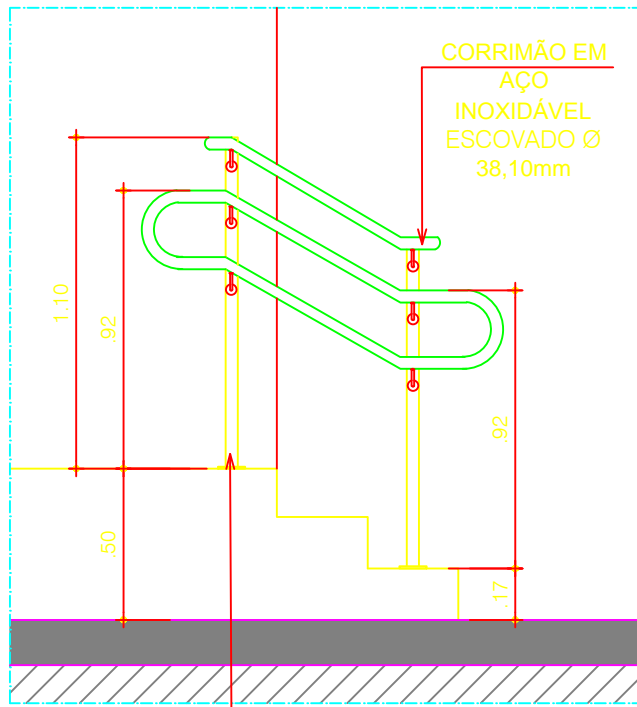 CORRIMÃO EM
AÇO
INOXIDÁVEL
ESCOVADO Ø
38,10mm
1.10
.92
.92
.50
.17